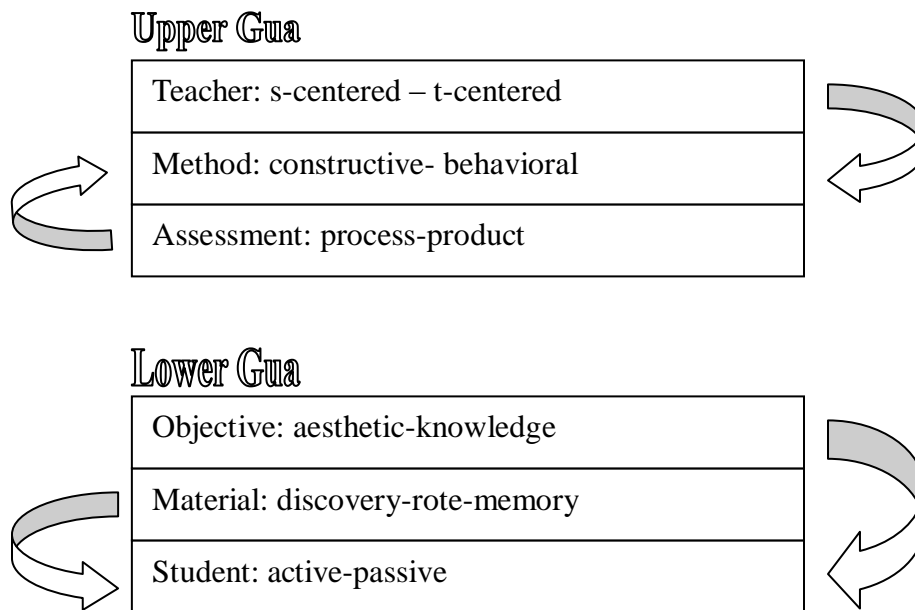 Upper Gua
Teacher: s-centered – t-centered
Method: constructive- behavioral
Assessment: process-product
Lower Gua
Objective: aesthetic-knowledge
Material: discovery-rote-memory
Student: active-passive